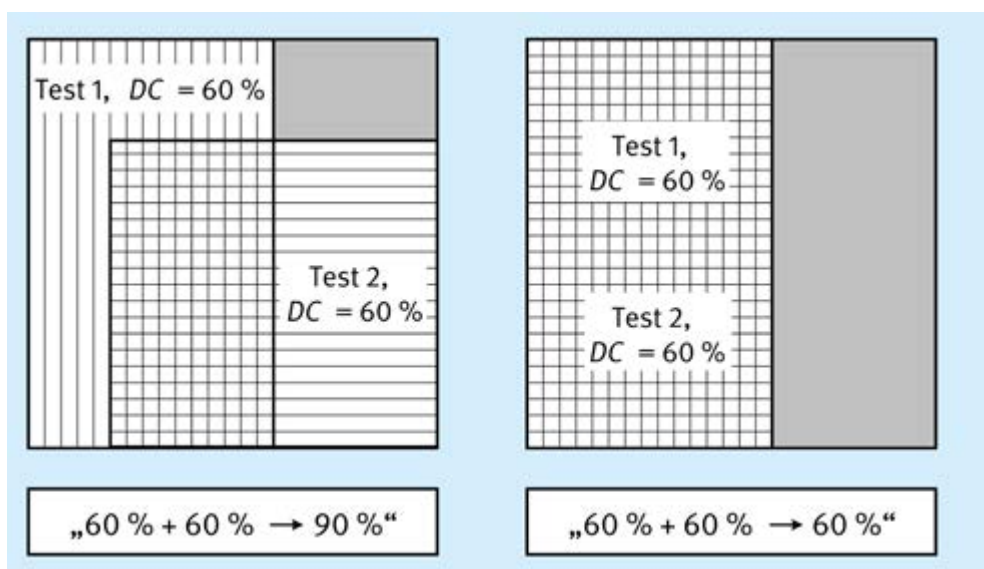 Test 1, DC = 60 %
Test 2,
DC = 60 %
„60 % + 60 % → 90 %“
Test 1,
DC = 60 %
Test 2,
DC = 60 %
„60 % + 60 % → 60 %“